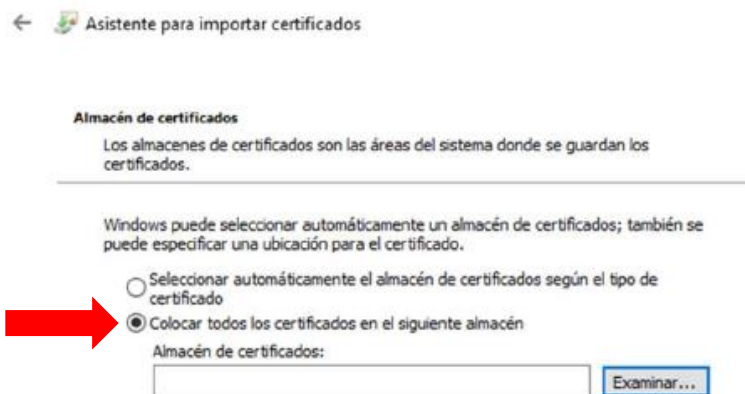 Asistente para importar certificados
Almacén de certificados
Los almacenes de certificados son las áreas del sistema donde se guardan los
certificados.
Windows puede seleccionar automáticamente un almacén de certificados; también se
puede especificar una ubicación para el certificado.
Seleccionar automáticamente el almacén de certificados según el tipo de
certificado
Colocar todos los certificados en el siguiente almacén
Almacén de certificados:
Examinar...